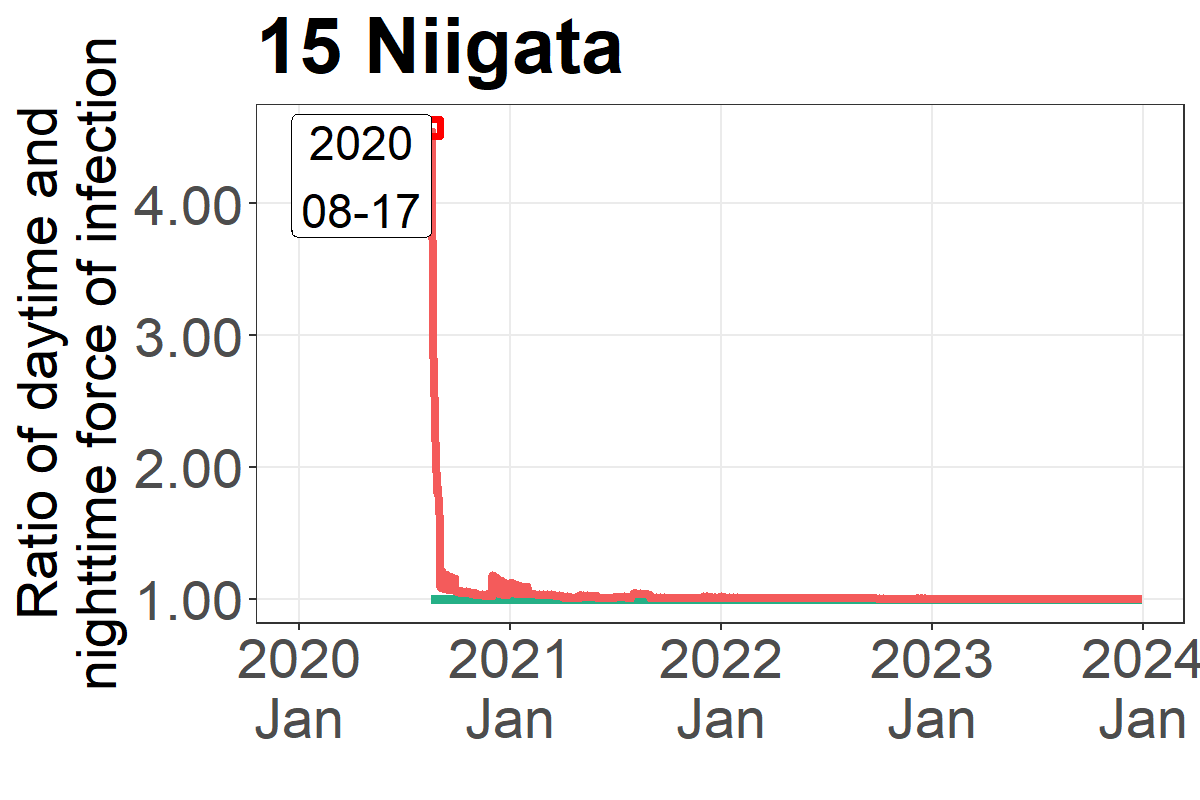 15 Niigata
Ratio of daytime and
nighttime force of infection
4.00
3.00
2.00
1.00
2020
08-17
2020 2021 2022 2023 2024
Jan Jan Jan Jan Jan